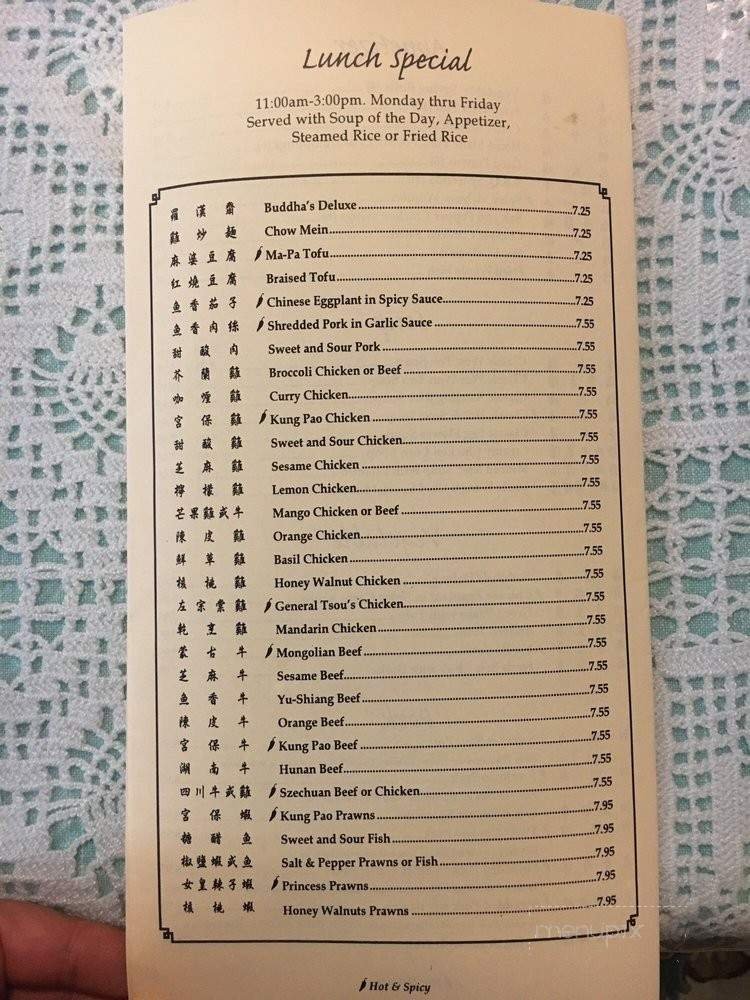 Lunch Special
11:00am-3:00pm. Monday thru Friday
Served with Soup of the Day, Appetizer,
Steamed Rice or Fried Rice
羅漢齋 Buddha's Deluxe 7.25
雞炒麵 Chow Mein 7.25
麻婆豆腐 Ma-Pa Tofu 7.25
紅燒豆腐 Braised Tofu 7.25
鱼香茄子 Chinese Eggplant in Spicy Sauce 7.25
鱼香肉絲 Shredded Pork in Garlic Sauce 7.55
甜酸肉 Sweet and Sour Pork 7.55
芥蘭雞 Broccoli Chicken or Beef 7.55
咖喱雞 Curry Chicken 7.55
宮保雞 Kung Pao Chicken 7.55
甜酸雞 Sweet and Sour Chicken 7.55
芝麻雞 Sesame Chicken 7.55
檸檬雞 Lemon Chicken 7.55
芒果雞或牛 Mango Chicken or Beef 7.55
陳皮雞 Orange Chicken 7.55
鮮草雞 Basil Chicken 7.55
核桃雞 Honey Walnut Chicken 7.55
左宗棠雞 General Tsou's Chicken 7.55
乾烹雞 Mandarin Chicken 7.55
蒙古牛 Mongolian Beef 7.55
芝麻牛 Sesame Beef 7.55
鱼香牛 Yu-Shiang Beef 7.55
陳皮牛 Orange Beef 7.55
宮保牛 Kung Pao Beef 7.55
湖南牛 Hunan Beef 7.55
四川牛或雞 Szechuan Beef or Chicken 7.55
宮保蝦 Kung Pao Prawns 7.95
糖醋鱼 Sweet and Sour Fish 7.95
椒鹽蝦或鱼 Salt & Pepper Prawns or Fish 7.95
女皇辣子蝦 Princess Prawns 7.95
核桃蝦 Honey Walnuts Prawns 7.95
menupix
Hot & Spicy